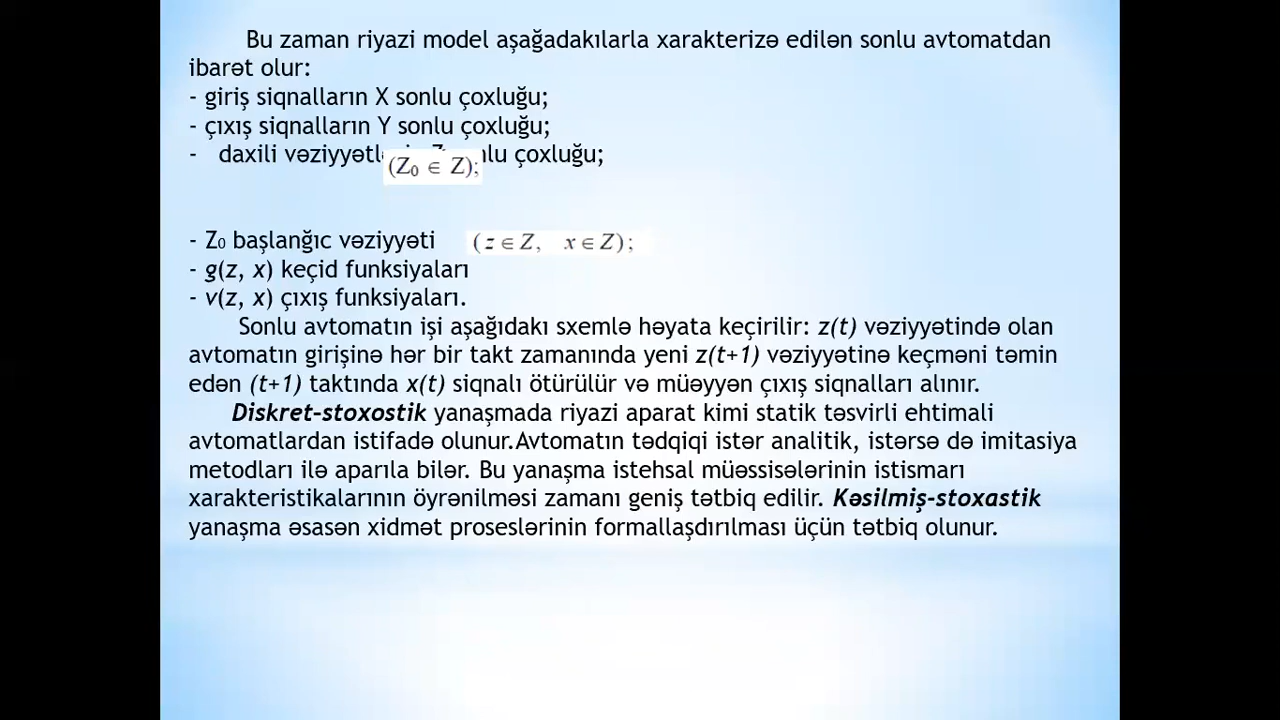 Bu zaman riyazi model aşağadakılarla xarakterizə edilən sonlu avtomatdan
ibarət olur:
- giriş siqnalların X sonlu çoxluğu;
- çıxış siqnalların Y sonlu çoxluğu;
- daxili çoxluğu;
(Z₀ ∈ Z);
- Z₀ başlanğıc vəziyyəti (z ∈ Z, x ∈ Z);
- g(z, x) keçid funksiyaları
- v(z, x) çıxış funksiyaları.
Sonlu avtomatın işi aşağıdakı sxemlə həyata keçirilir: z(t) vəziyyətində olan
avtomatın girişinə hər bir takt zamanında yeni z(t+1) vəziyyətinə keçməni təmin
edən (t+1) taktında x(t) siqnalı ötürülür və müəyyən çıxış siqnalları alınır.
Diskret-stoxostik yanaşmada riyazi aparat kimi statik təsvirli ehtimali
avtomatlardan istifadə olunur.Avtomatın tədqiqi istər analitik, istərsə də imitasiya
metodları ilə aparıla bilər. Bu yanaşma istehsal müəssisələrinin istismarı
xarakteristikalarının öyrənilməsi zamanı geniş tətbiq edilir. Kəsilmiş-stoxastik
yanaşma əsasən xidmət proseslərinin formallaşdırılması üçün tətbiq olunur.